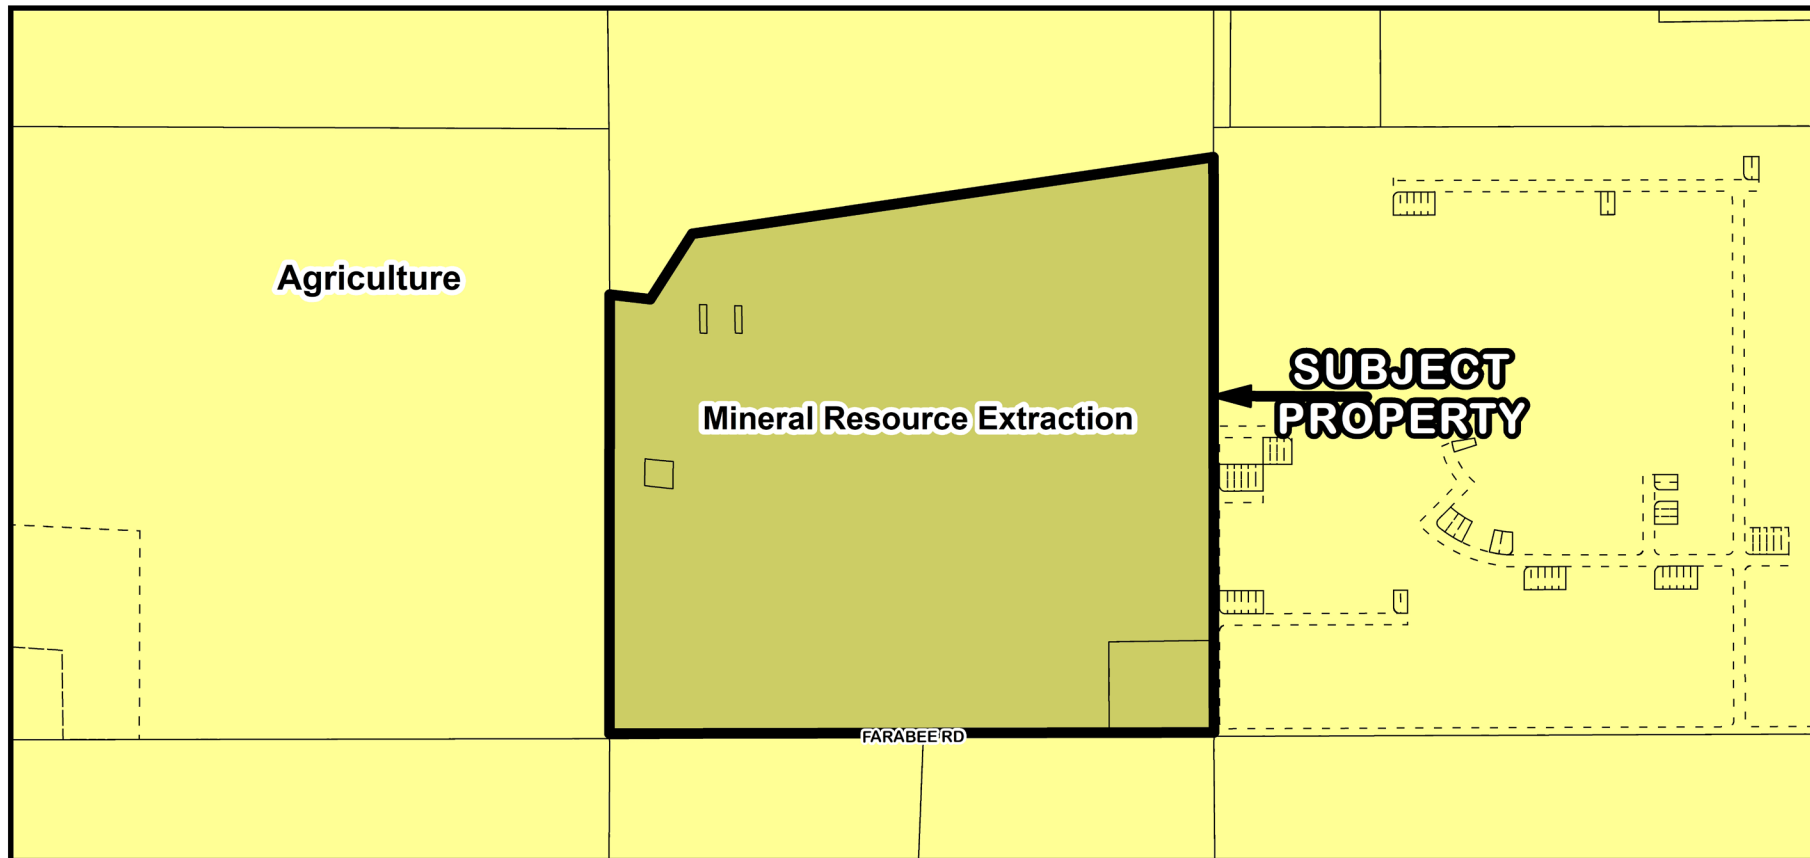 Agriculture
Mineral Resource Extraction
SUBJECT
PROPERTY
FARABEE RD